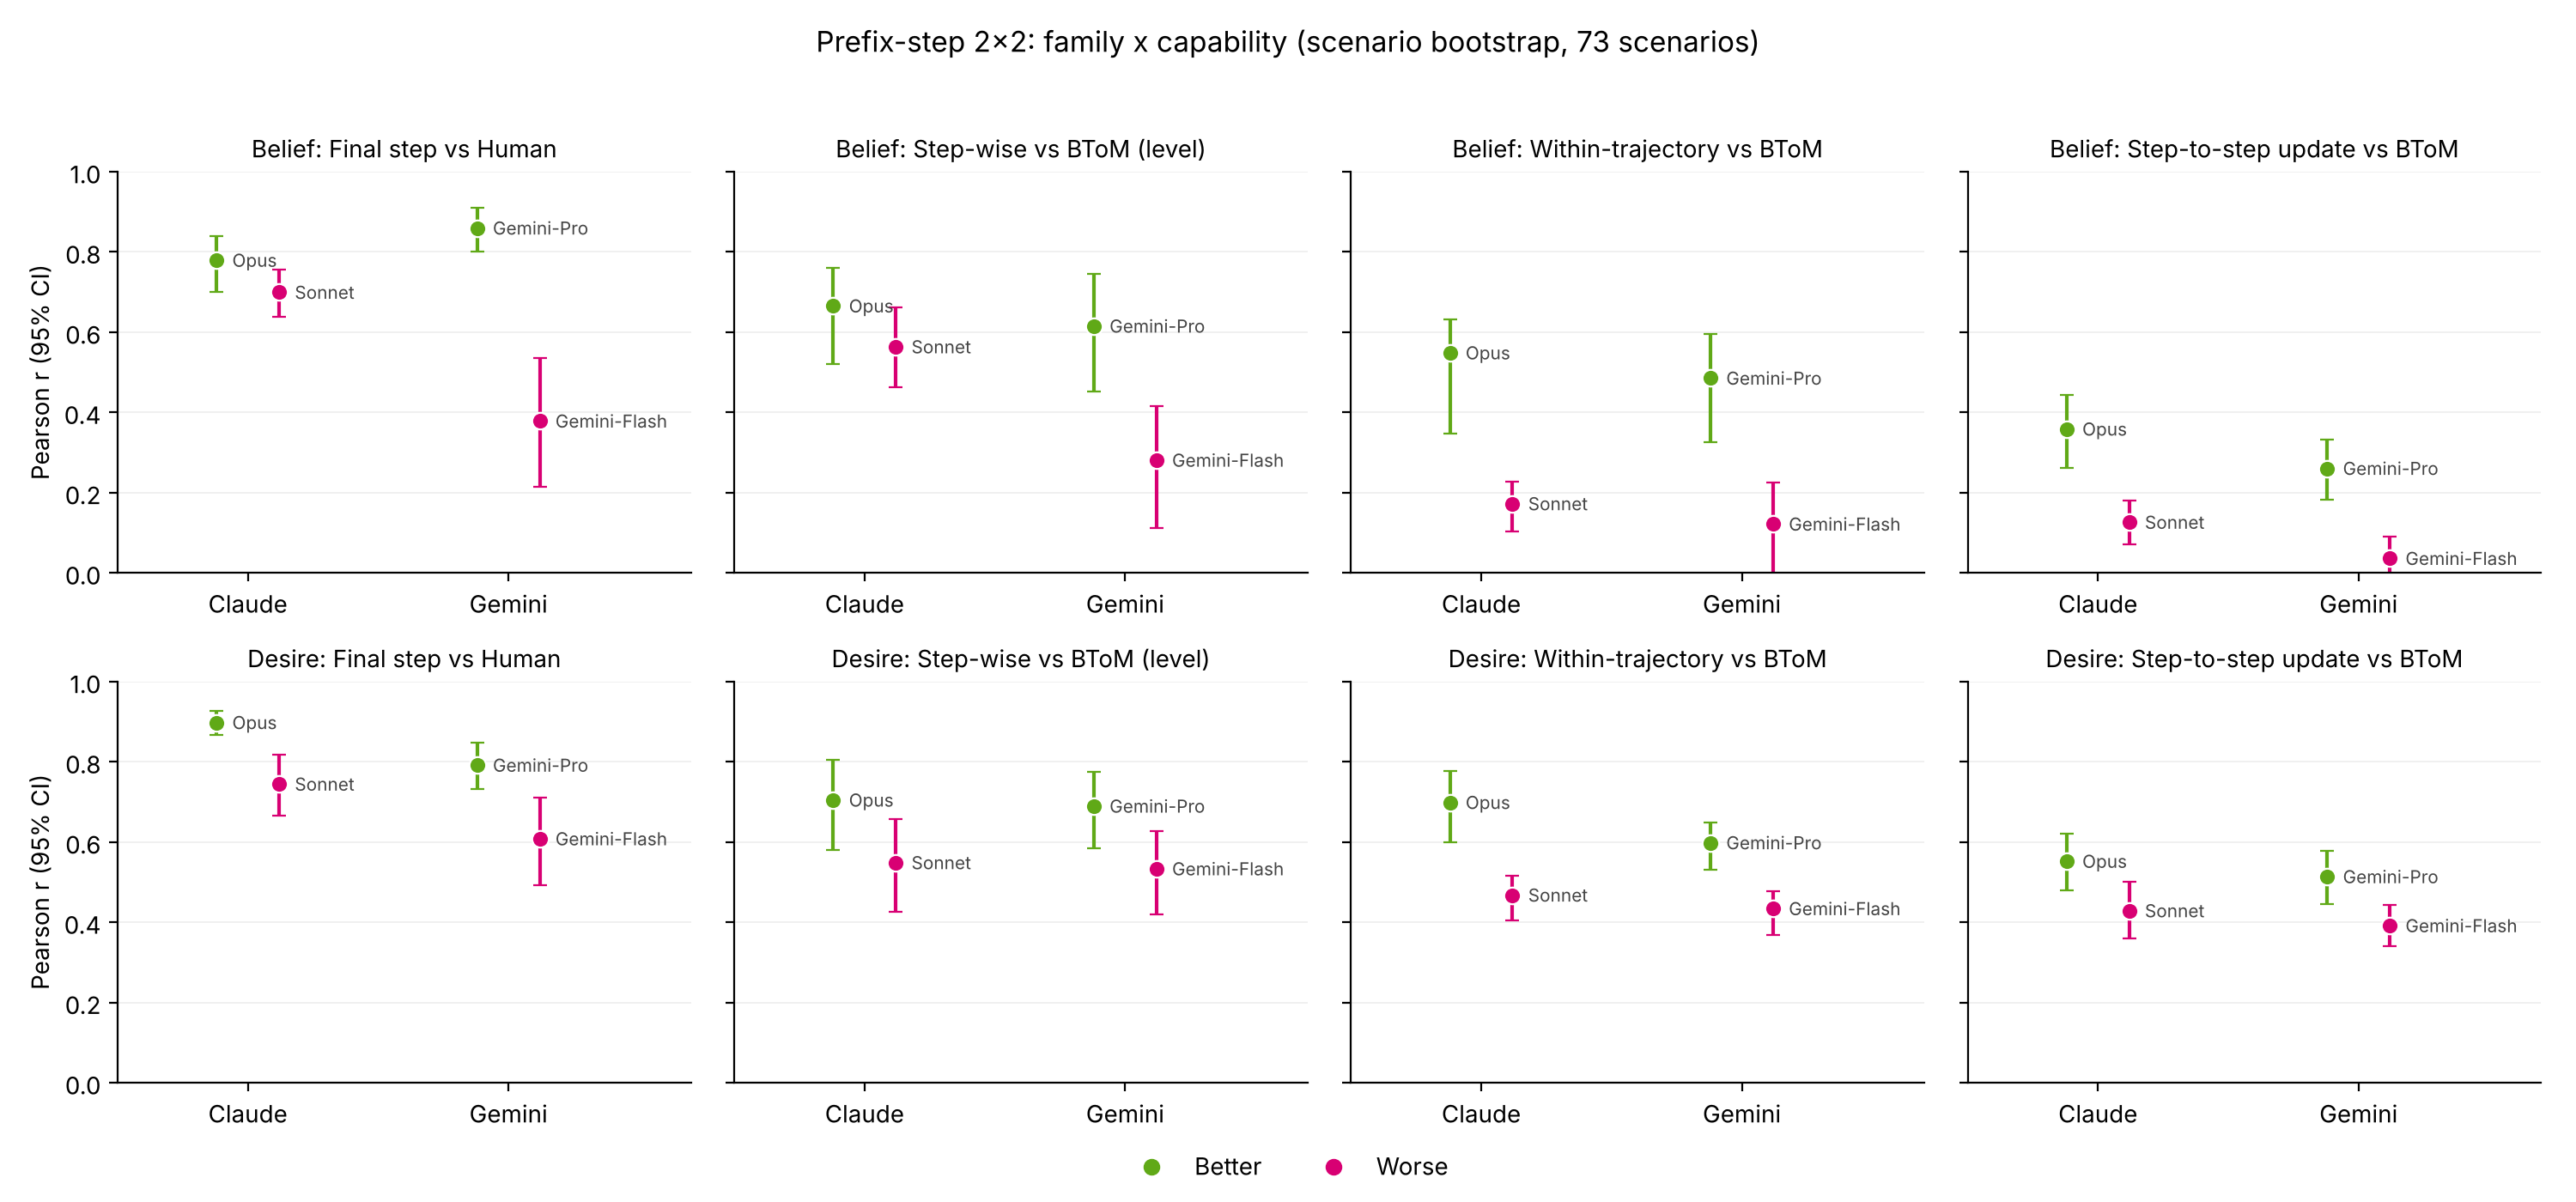 Prefix-step 2×2: family x capability (scenario bootstrap, 73 scenarios)
Belief: Final step vs Human
Belief: Step-wise vs BToM (level)
Belief: Within-trajectory vs BToM
Belief: Step-to-step update vs BToM
Pearson r (95% CI)
1.0
0.8
0.6
0.4
0.2
0.0
Opus
Sonnet
Gemini-Pro
Gemini-Flash
Claude
Gemini
Opus
Sonnet
Gemini-Pro
Gemini-Flash
Claude
Gemini
Opus
Sonnet
Gemini-Pro
Gemini-Flash
Claude
Gemini
Opus
Sonnet
Gemini-Pro
Gemini-Flash
Claude
Gemini
Desire: Final step vs Human
Desire: Step-wise vs BToM (level)
Desire: Within-trajectory vs BToM
Desire: Step-to-step update vs BToM
Pearson r (95% CI)
1.0
0.8
0.6
0.4
0.2
0.0
Opus
Sonnet
Gemini-Pro
Gemini-Flash
Claude
Gemini
Opus
Sonnet
Gemini-Pro
Gemini-Flash
Claude
Gemini
Opus
Sonnet
Gemini-Pro
Gemini-Flash
Claude
Gemini
Opus
Sonnet
Gemini-Pro
Gemini-Flash
Claude
Gemini
Better
Worse